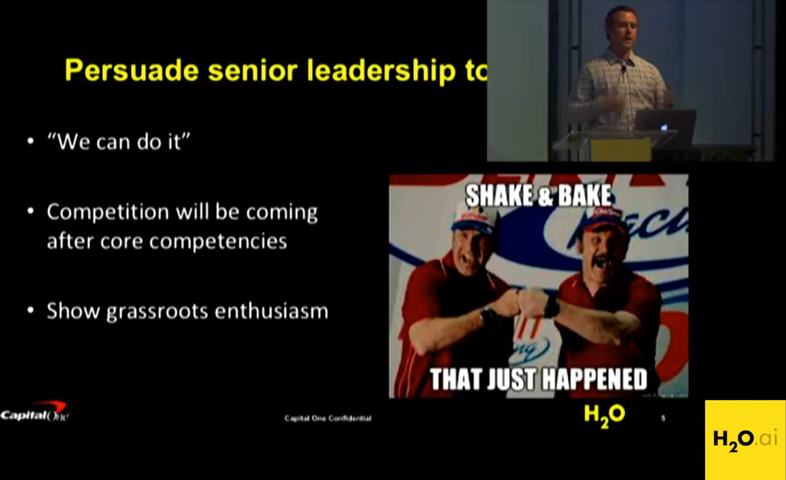 Persuade senior leadership to
• “We can do it”
• Competition will be coming
after core competencies
• Show grassroots enthusiasm
SHAKE & BAKE
THAT JUST HAPPENED
Capital One
Capital One Confidential
H2O
5
H2O.ai